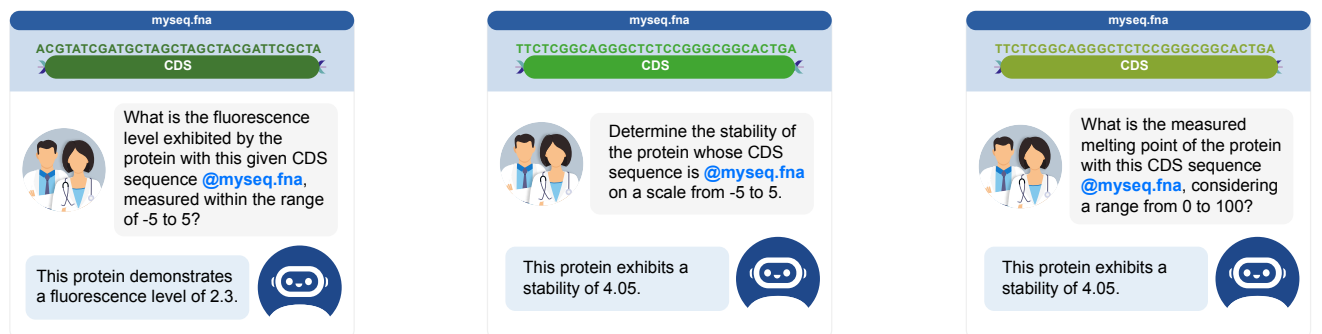 myseq.fna
ACGTATCGATGCTAGCTAGCTACGATTCGCTA
CDS
What is the fluorescence
level exhibited by the
protein with this given CDS
sequence @myseq.fna,
measured within the range
of -5 to 5?
This protein demonstrates
a fluorescence level of 2.3.
myseq.fna
TTCTCGGCAGGGCTCTCCGGGCGGCACTGA
CDS
Determine the stability of
the protein whose CDS
sequence is @myseq.fna
on a scale from -5 to 5.
This protein exhibits a
stability of 4.05.
myseq.fna
TTCTCGGCAGGGCTCTCCGGGCGGCACTGA
CDS
What is the measured
melting point of the protein
with this CDS sequence
@myseq.fna, considering
a range from 0 to 100?
This protein exhibits a
stability of 4.05.